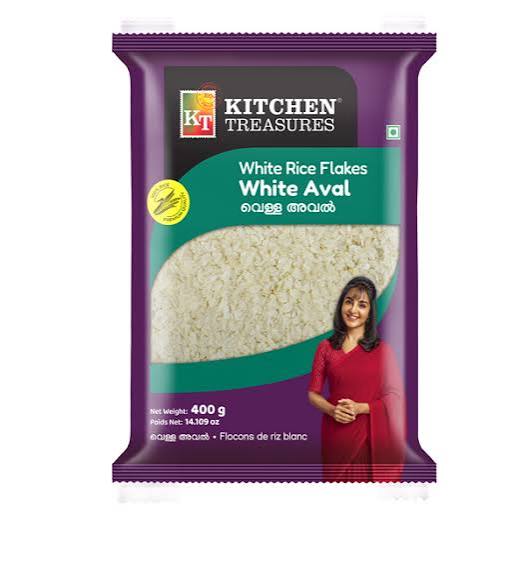 KT
KITCHEN®
TREASURES
White Rice Flakes
White Aval
വെള്ള അവൽ
Net Weight: 400 g
Poids Net: 14.109 oz
വെള്ള അവൽ • Flocons de riz blanc